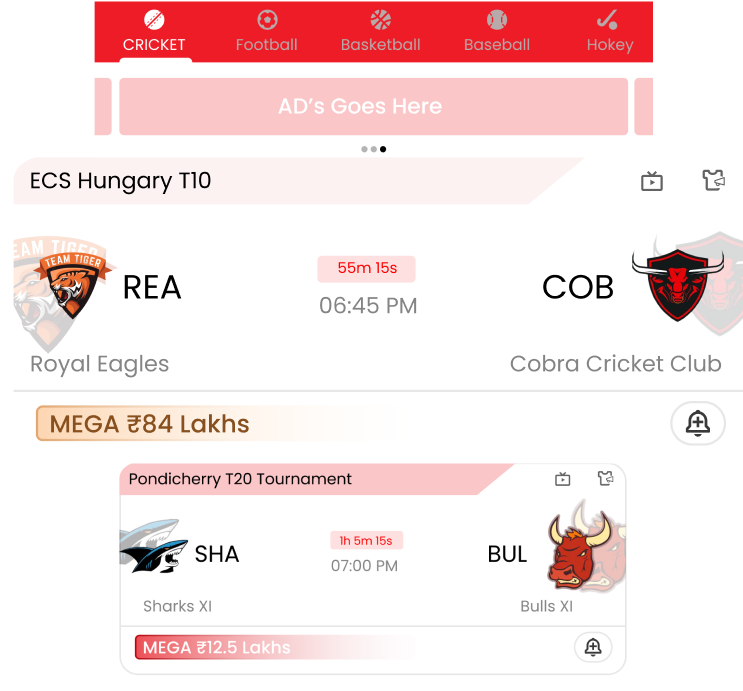 CRICKET Football Basketball Baseball Hokey
AD's Goes Here
ECS Hungary T10
TEAM TIGER
TEAM TIGER
55m 15s
REA
COB
06:45 PM
Royal Eagles
Cobra Cricket Club
MEGA ₹84 Lakhs
Pondicherry T20 Tournament
1h 5m 15s
SHA
BUL
07:00 PM
Sharks XI
Bulls XI
MEGA ₹12.5 Lakhs